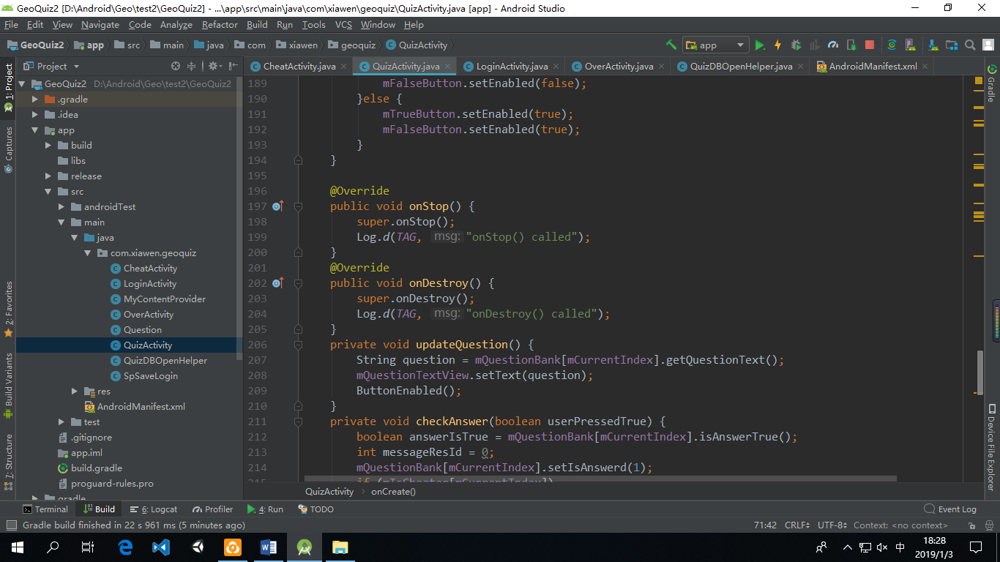 GeoQuiz2 [D:\Android\Geo\test2\GeoQuiz2] - ...\app\src\main\java\com\xiawen\geoquiz\QuizActivity.java [app] - Android Studio
File Edit View Navigate Code Analyze Refactor Build Run Tools VCS Window Help
GeoQuiz2 app src main java com xiawen geoquiz QuizActivity app
Project
CheatActivity.java QuizActivity.java LoginActivity.java OverActivity.java QuizDBOpenHelper.java AndroidManifest.xml
1: Project
Captures
2: Favorites
Build Variants
7: Structure
GeoQuiz2 D:\Android\Geo\test2\GeoQuiz2
.gradle
.idea
app
build
libs
release
src
androidTest
main
java
com.xiawen.geoquiz
CheatActivity
LoginActivity
MyContentProvider
OverActivity
Question
QuizActivity
QuizDBOpenHelper
SpSaveLogin
res
AndroidManifest.xml
test
.gitignore
app.iml
build.gradle
proguard-rules.pro
gradle
189 mFalseButton.setEnabled(false);
190 }else {
191 mTrueButton.setEnabled(true);
192 mFalseButton.setEnabled(true);
193 }
194 }
195
196 @Override
197 public void onStop() {
198 super.onStop();
199 Log.d(TAG, msg: "onStop() called");
200 }
201 @Override
202 public void onDestroy() {
203 super.onDestroy();
204 Log.d(TAG, msg: "onDestroy() called");
205 }
206 private void updateQuestion() {
207 String question = mQuestionBank[mCurrentIndex].getQuestionText();
208 mQuestionTextView.setText(question);
209 ButtonEnabled();
210 }
211 private void checkAnswer(boolean userPressedTrue) {
212 boolean answerIsTrue = mQuestionBank[mCurrentIndex].isAnswerTrue();
213 int messageResId = 0;
214 mQuestionBank[mCurrentIndex].setIsAnswerd(1);
215 if (mIsCheater[mCurrentIndex])
QuizActivity onCreate()
Gradle
Device File Explorer
Terminal Build 6: Logcat Profiler 4: Run TODO Event Log
Gradle build finished in 22 s 961 ms (5 minutes ago) 71:42 CRLF UTF-8 Context: <no context>
中 18:28
2019/1/3